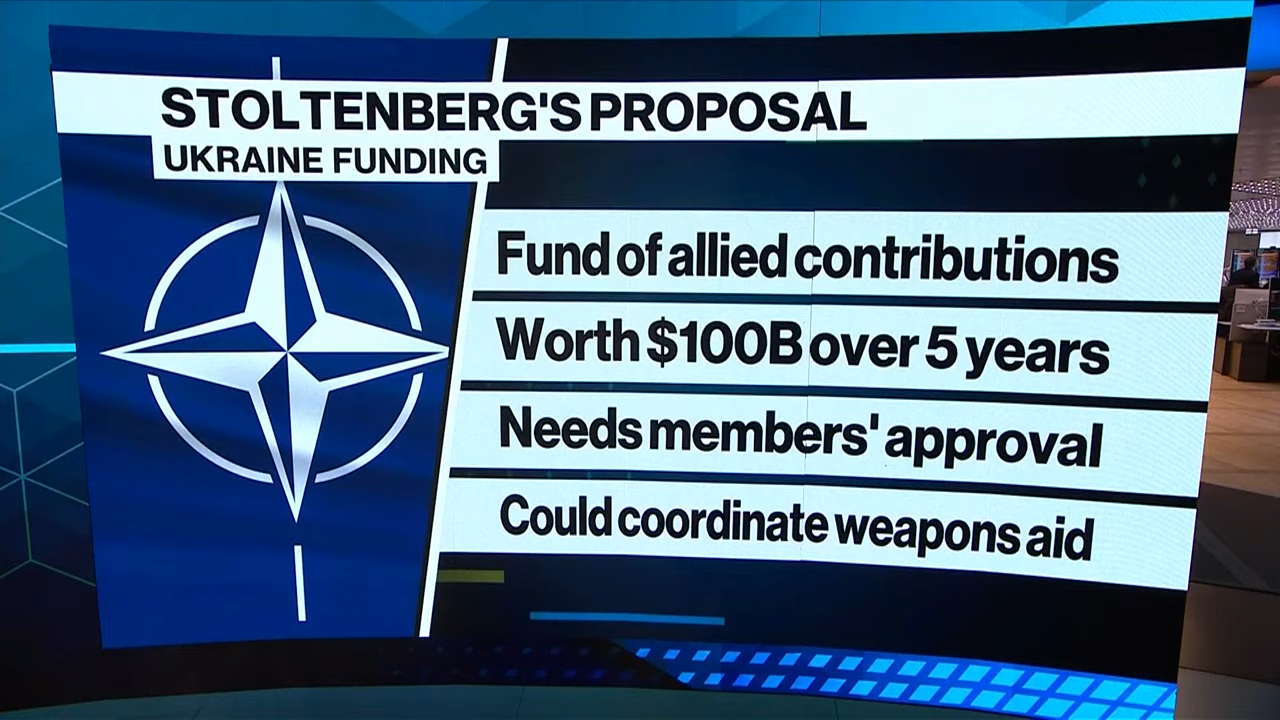 STOLTENBERG'S PROPOSAL
UKRAINE FUNDING
Fund of allied contributions
Worth $100B over 5 years
Needs members' approval
Could coordinate weapons aid